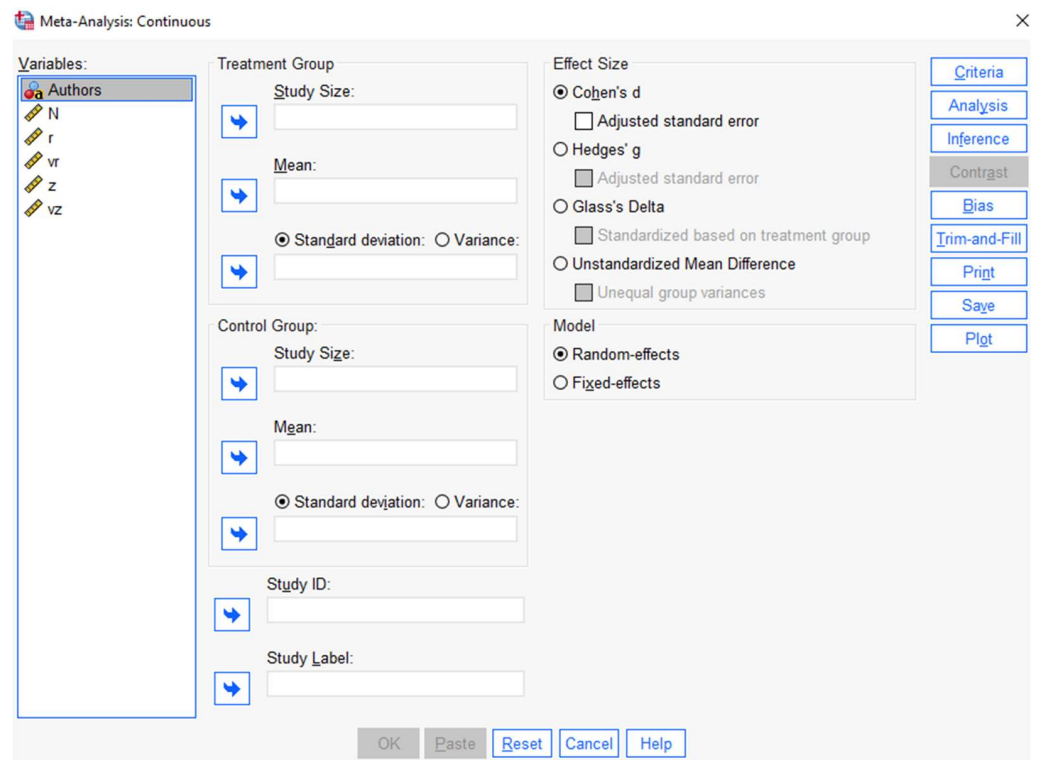 Meta-Analysis: Continuous
Variables:
Authors
N
r
vr
z
vz
Treatment Group
Study Size:
Mean:
Standard deviation: Variance:
Control Group:
Study Size:
Mean:
Standard deviation: Variance:
Study ID:
Study Label:
Effect Size
Cohen's d
Adjusted standard error
Hedges' g
Adjusted standard error
Glass's Delta
Standardized based on treatment group
Unstandardized Mean Difference
Unequal group variances
Model
Random-effects
Fixed-effects
Criteria
Analysis
Inference
Contrast
Bias
Trim-and-Fill
Print
Save
Plot
OK Paste Reset Cancel Help